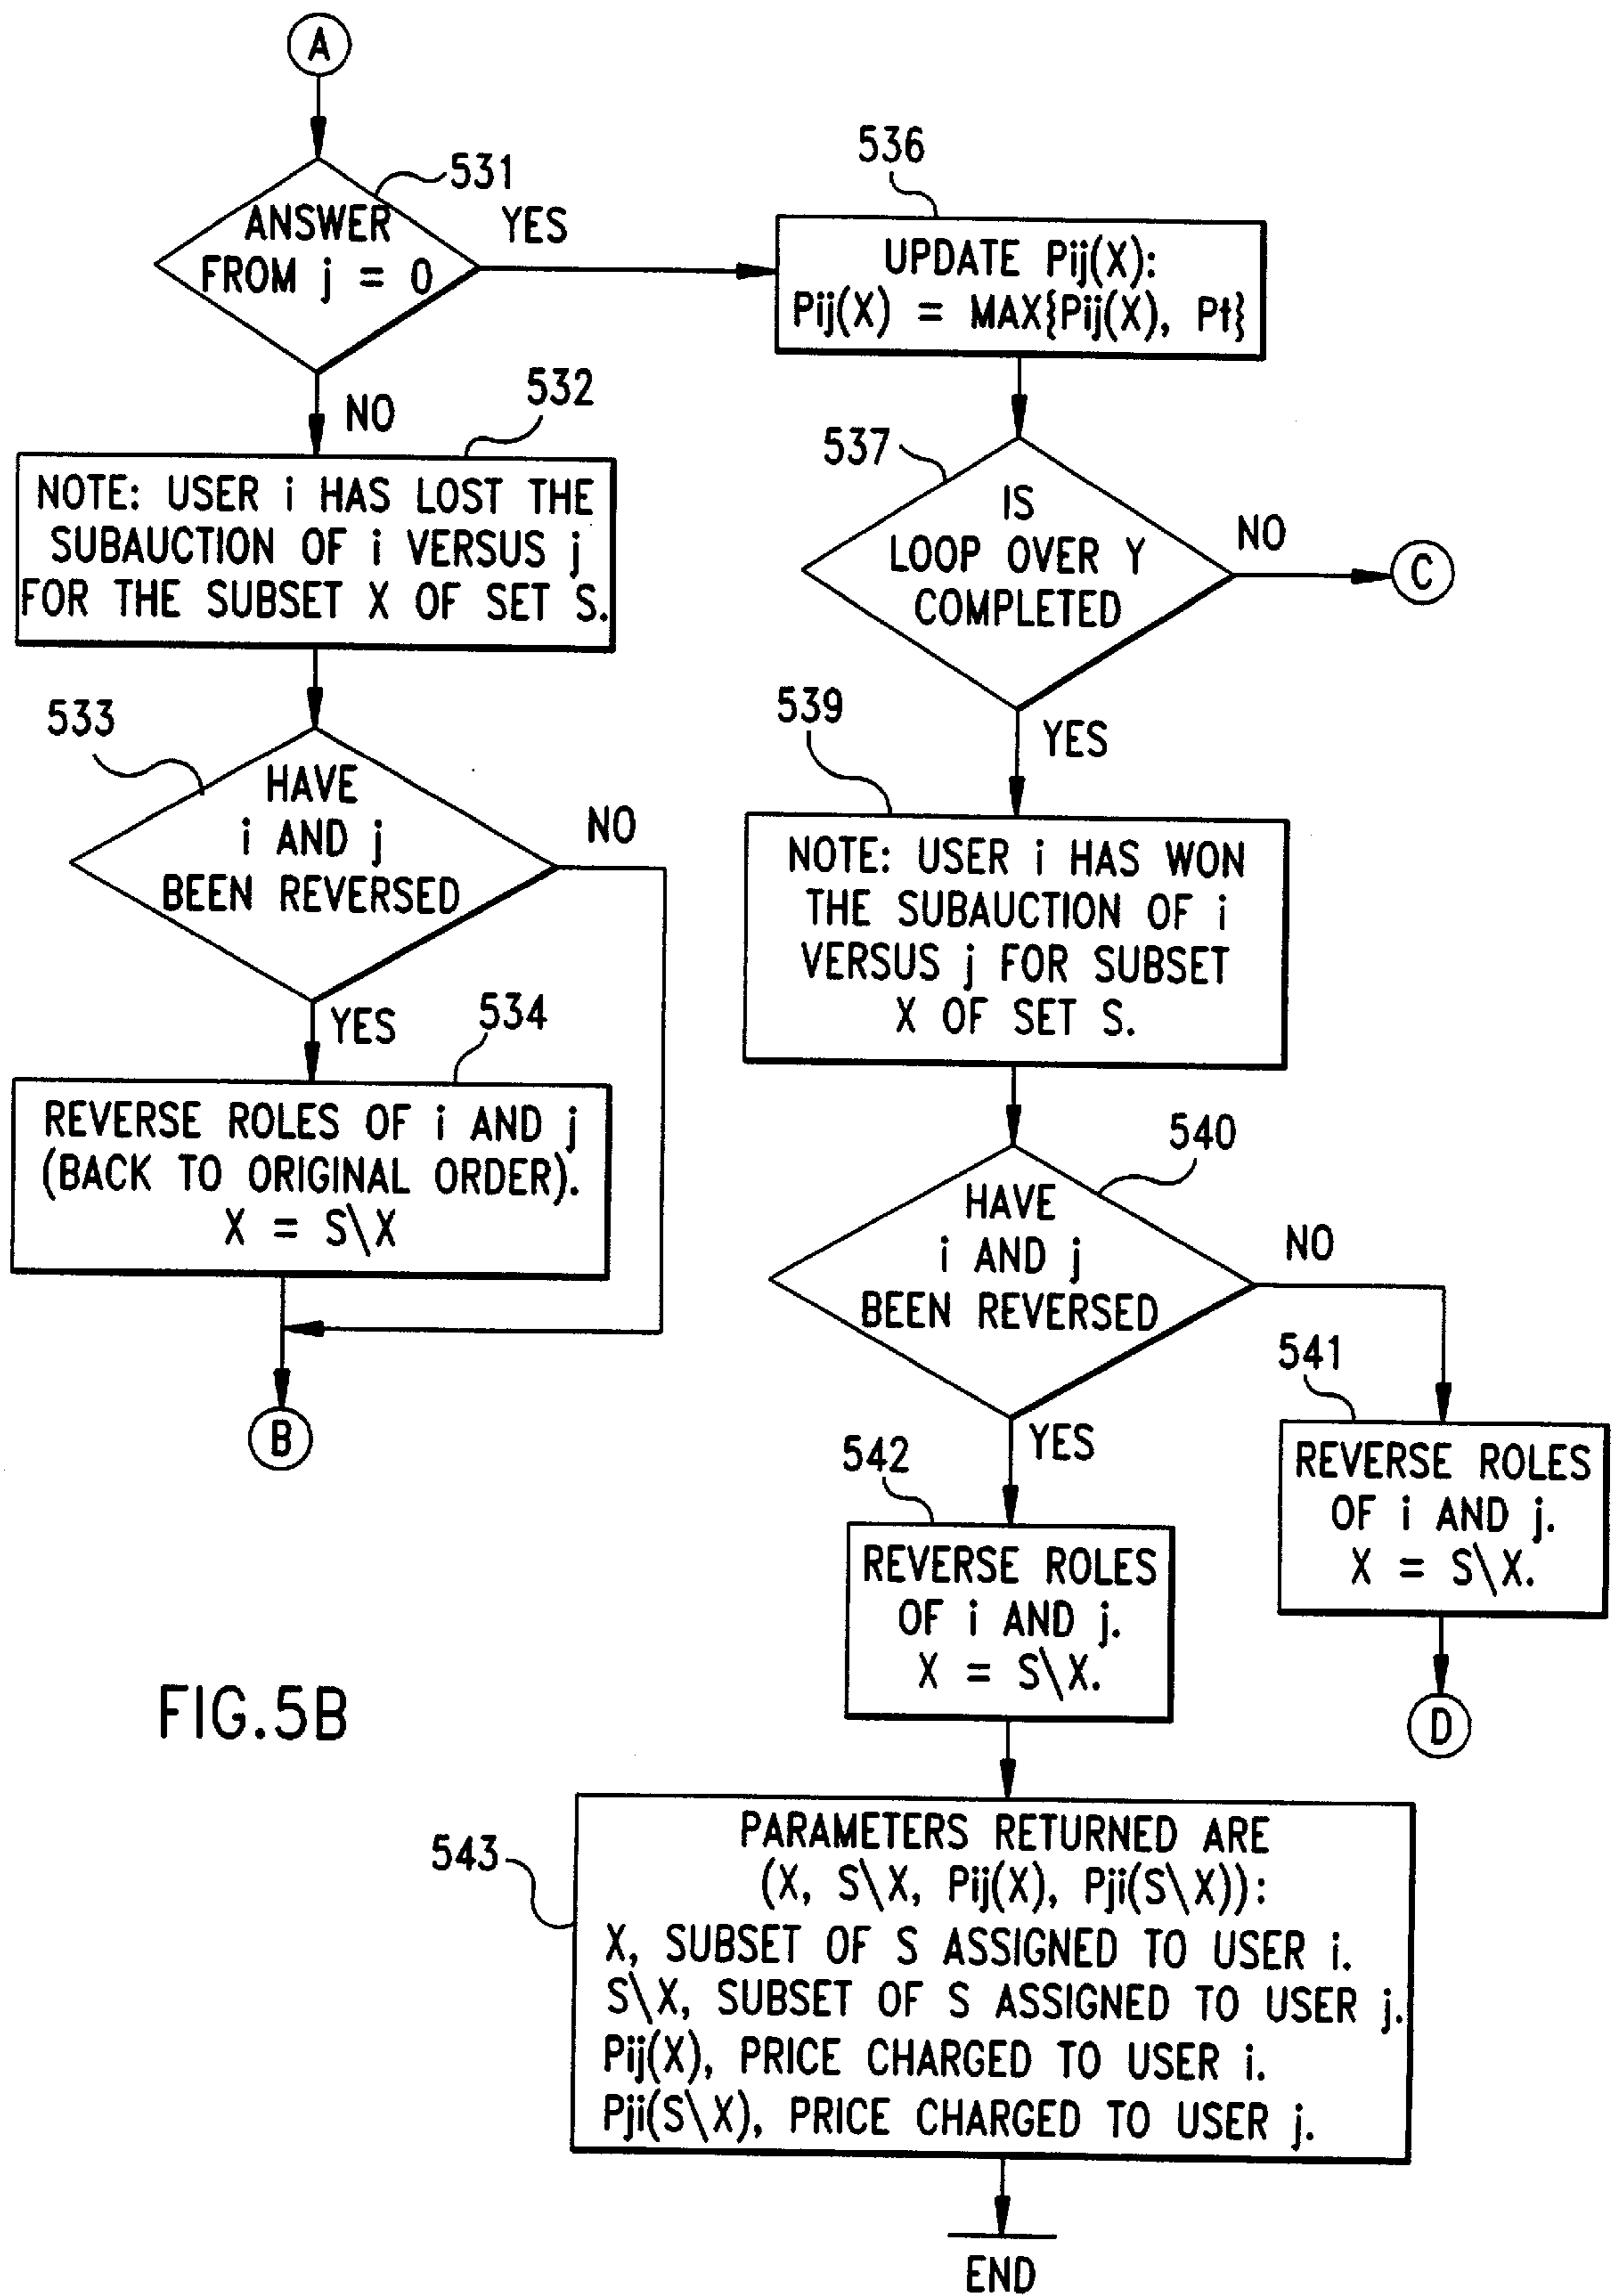 A
531
ANSWER
FROM j = 0
YES
NO
536
UPDATE Pij(X):
Pij(X) = MAX{Pij(X), Pt}
532
NOTE: USER i HAS LOST THE
SUBAUCTION OF i VERSUS j
FOR THE SUBSET X OF SET S.
537
IS
LOOP OVER Y
COMPLETED
NO
C
YES
533
HAVE
i AND j
BEEN REVERSED
NO
YES
539
NOTE: USER i HAS WON
THE SUBAUCTION OF i
VERSUS j FOR SUBSET
X OF SET S.
534
REVERSE ROLES OF i AND j
(BACK TO ORIGINAL ORDER).
X = S\X
B
540
HAVE
i AND j
BEEN REVERSED
NO
YES
541
REVERSE ROLES
OF i AND j.
X = S\X.
D
542
REVERSE ROLES
OF i AND j.
X = S\X.
FIG.5B
543
PARAMETERS RETURNED ARE
(X, S\X, Pij(X), Pji(S\X)):
X, SUBSET OF S ASSIGNED TO USER i.
S\X, SUBSET OF S ASSIGNED TO USER j.
Pij(X), PRICE CHARGED TO USER i.
Pji(S\X), PRICE CHARGED TO USER j.
END